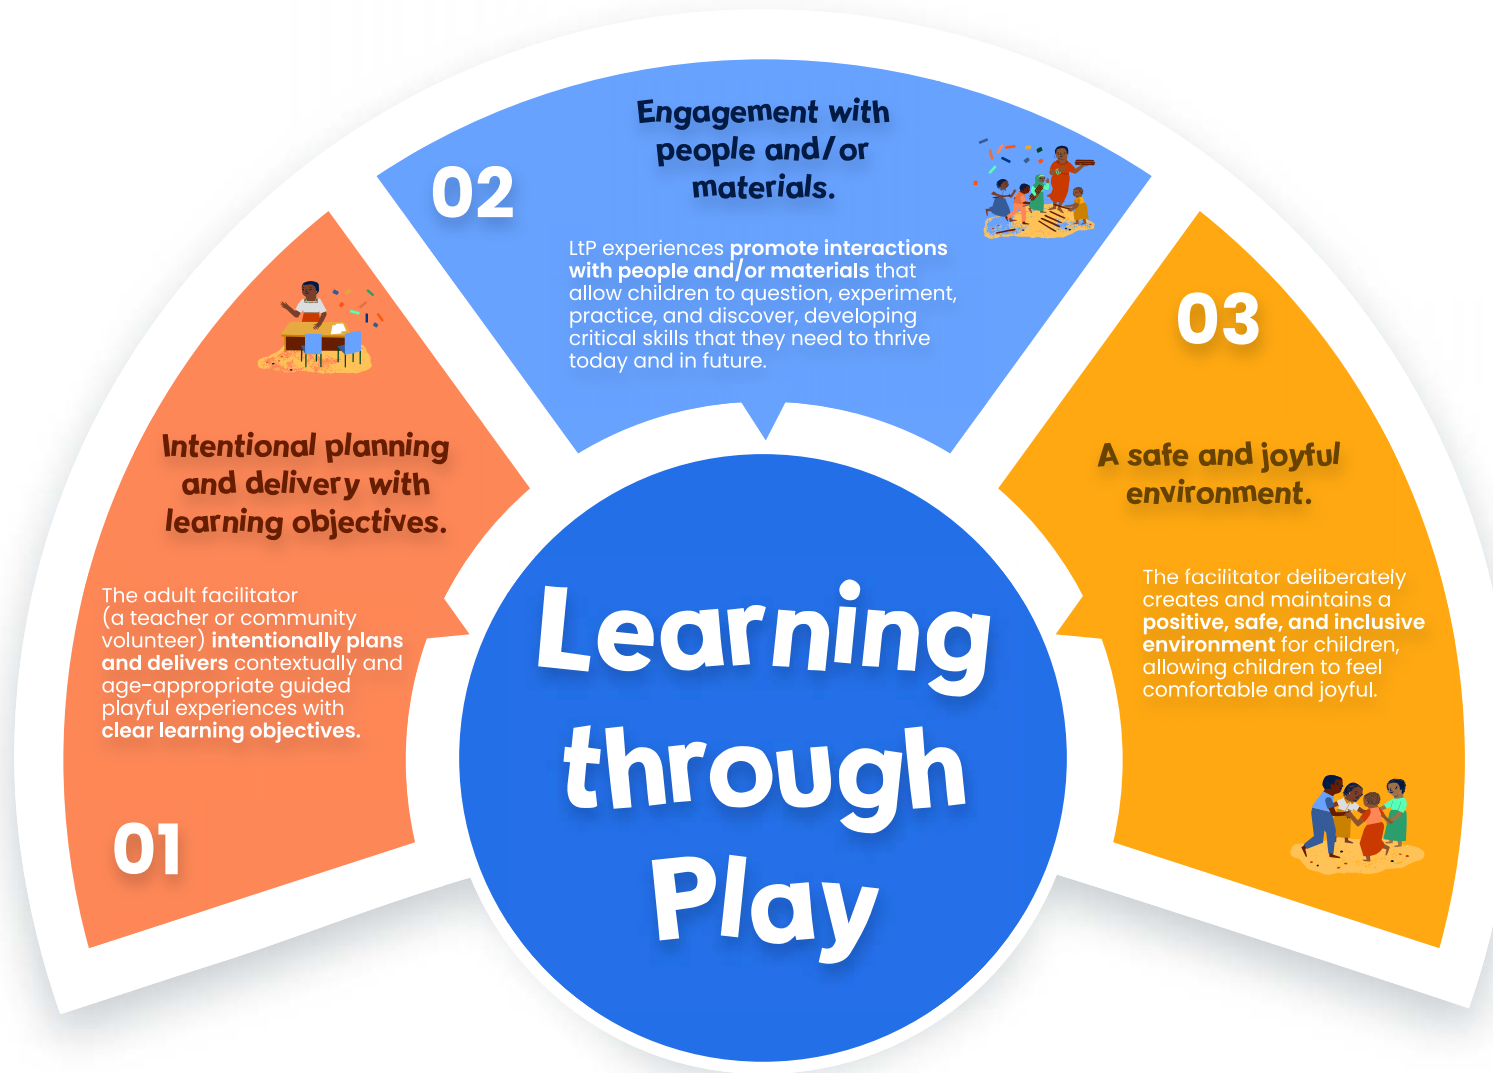 01
Intentional planning
and delivery with
learning objectives.
The adult facilitator
(a teacher or community
volunteer) intentionally plans
and delivers contextually and
age-appropriate guided
playful experiences with
clear learning objectives.
02
Engagement with
people and/or
materials.
LtP experiences promote interactions
with people and/or materials that
allow children to question, experiment,
practice, and discover, developing
critical skills that they need to thrive
today and in future.
03
A safe and joyful
environment.
The facilitator deliberately
creates and maintains a
positive, safe, and inclusive
environment for children,
allowing children to feel
comfortable and joyful.
Learning
through
Play